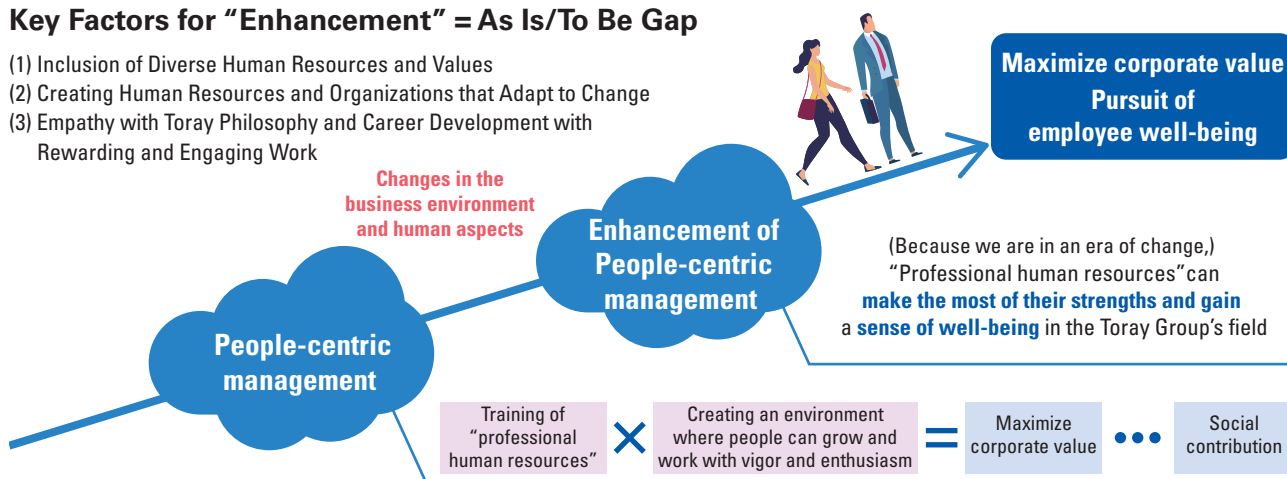 Key Factors for “Enhancement” = As Is/To Be Gap
(1) Inclusion of Diverse Human Resources and Values
(2) Creating Human Resources and Organizations that Adapt to Change
(3) Empathy with Toray Philosophy and Career Development with
Rewarding and Engaging Work
Maximize corporate value
Pursuit of
employee well-being
Changes in the
business environment
and human aspects
Enhancement of
People-centric
management
(Because we are in an era of change,)
“Professional human resources” can
make the most of their strengths and gain
a sense of well-being in the Toray Group’s field
People-centric
management
Training of
“professional
human resources”
×
Creating an environment
where people can grow and
work with vigor and enthusiasm
=
Maximize
corporate value
•••
Social
contribution